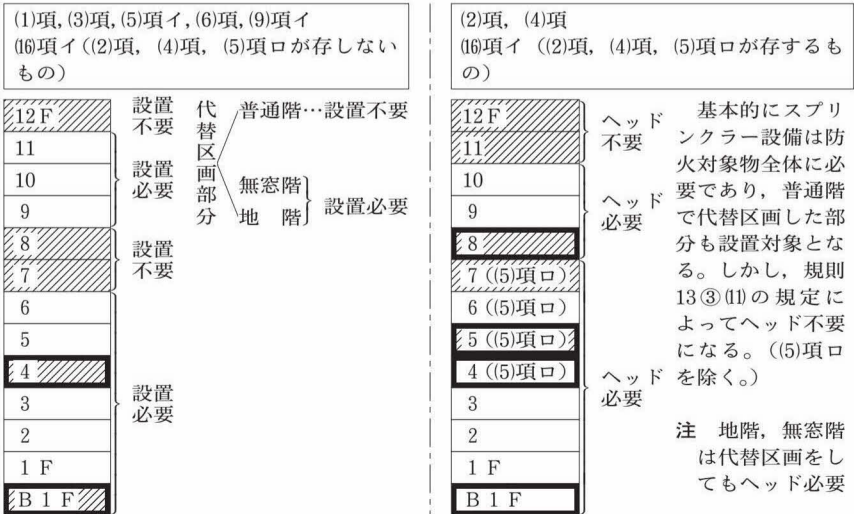 (1)項,(3)項,(5)項イ,(6)項,(9)項イ
⒃項イ((2)項,(4)項,(5)項ロが存しない
もの)
12F
11
10
9
8
7
6
5
4
3
2
1 F
B 1 F
設置
不要
設置
必要
設置
不要
設置
必要
代替区画部分
普通階…設置不要
無窓階
地 階
設置必要
(2)項,(4)項
⒃項イ((2)項,(4)項,(5)項ロが存するも
の)
12F
11
10
9
8
7((5)項ロ)
6((5)項ロ)
5((5)項ロ)
4((5)項ロ)
3
2
1 F
B 1 F
ヘッド
不要
ヘッド
必要
ヘッド
必要
基本的にスプリ
ンクラー設備は防
火対象物全体に必
要であり,普通階
で代替区画した部
分も設置対象とな
る。しかし,規則
13③⑾の規定に
よってヘッド不要
になる。((5)項ロ
を除く。)
注 地階,無窓階
は代替区画をし
てもヘッド必要